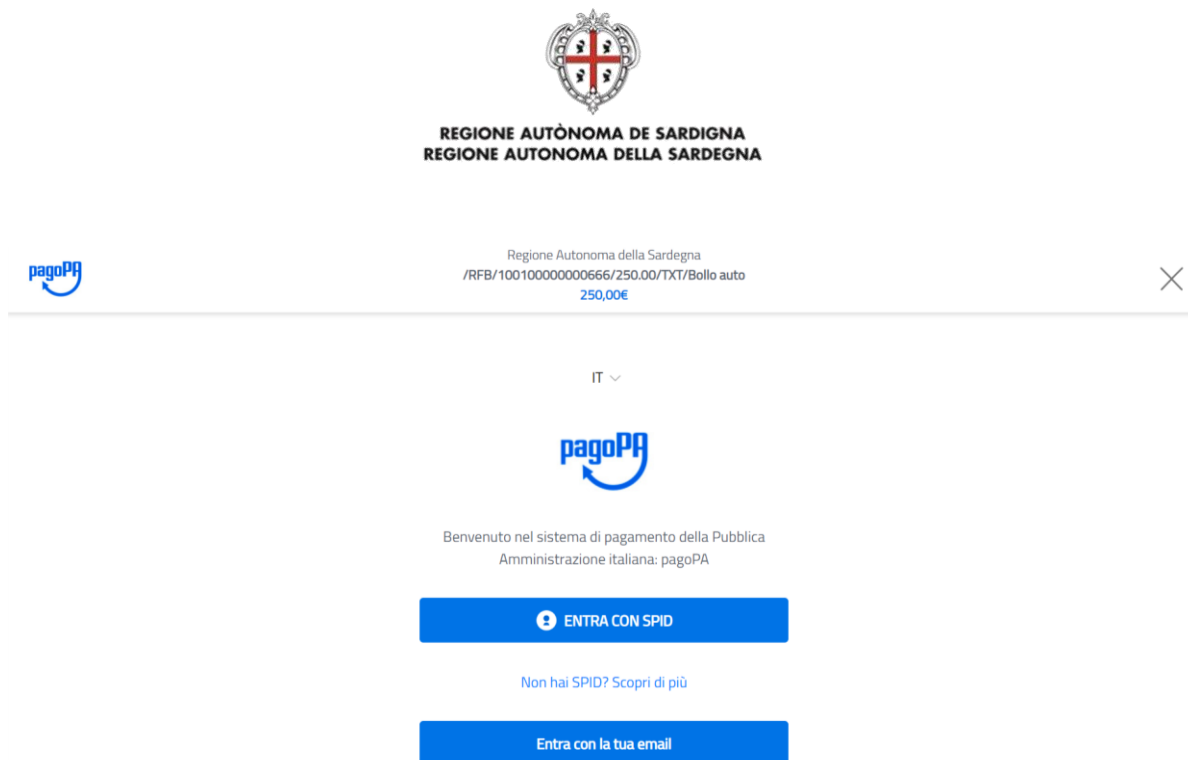 REGIONE AUTÒNOMA DE SARDIGNA
REGIONE AUTONOMA DELLA SARDEGNA
pagoPA
Regione Autonoma della Sardegna
/RFB/100100000000666/250.00/TXT/Bollo auto
250,00€
IT
pagoPA
Benvenuto nel sistema di pagamento della Pubblica
Amministrazione italiana: pagoPA
ENTRA CON SPID
Non hai SPID? Scopri di più
Entra con la tua email